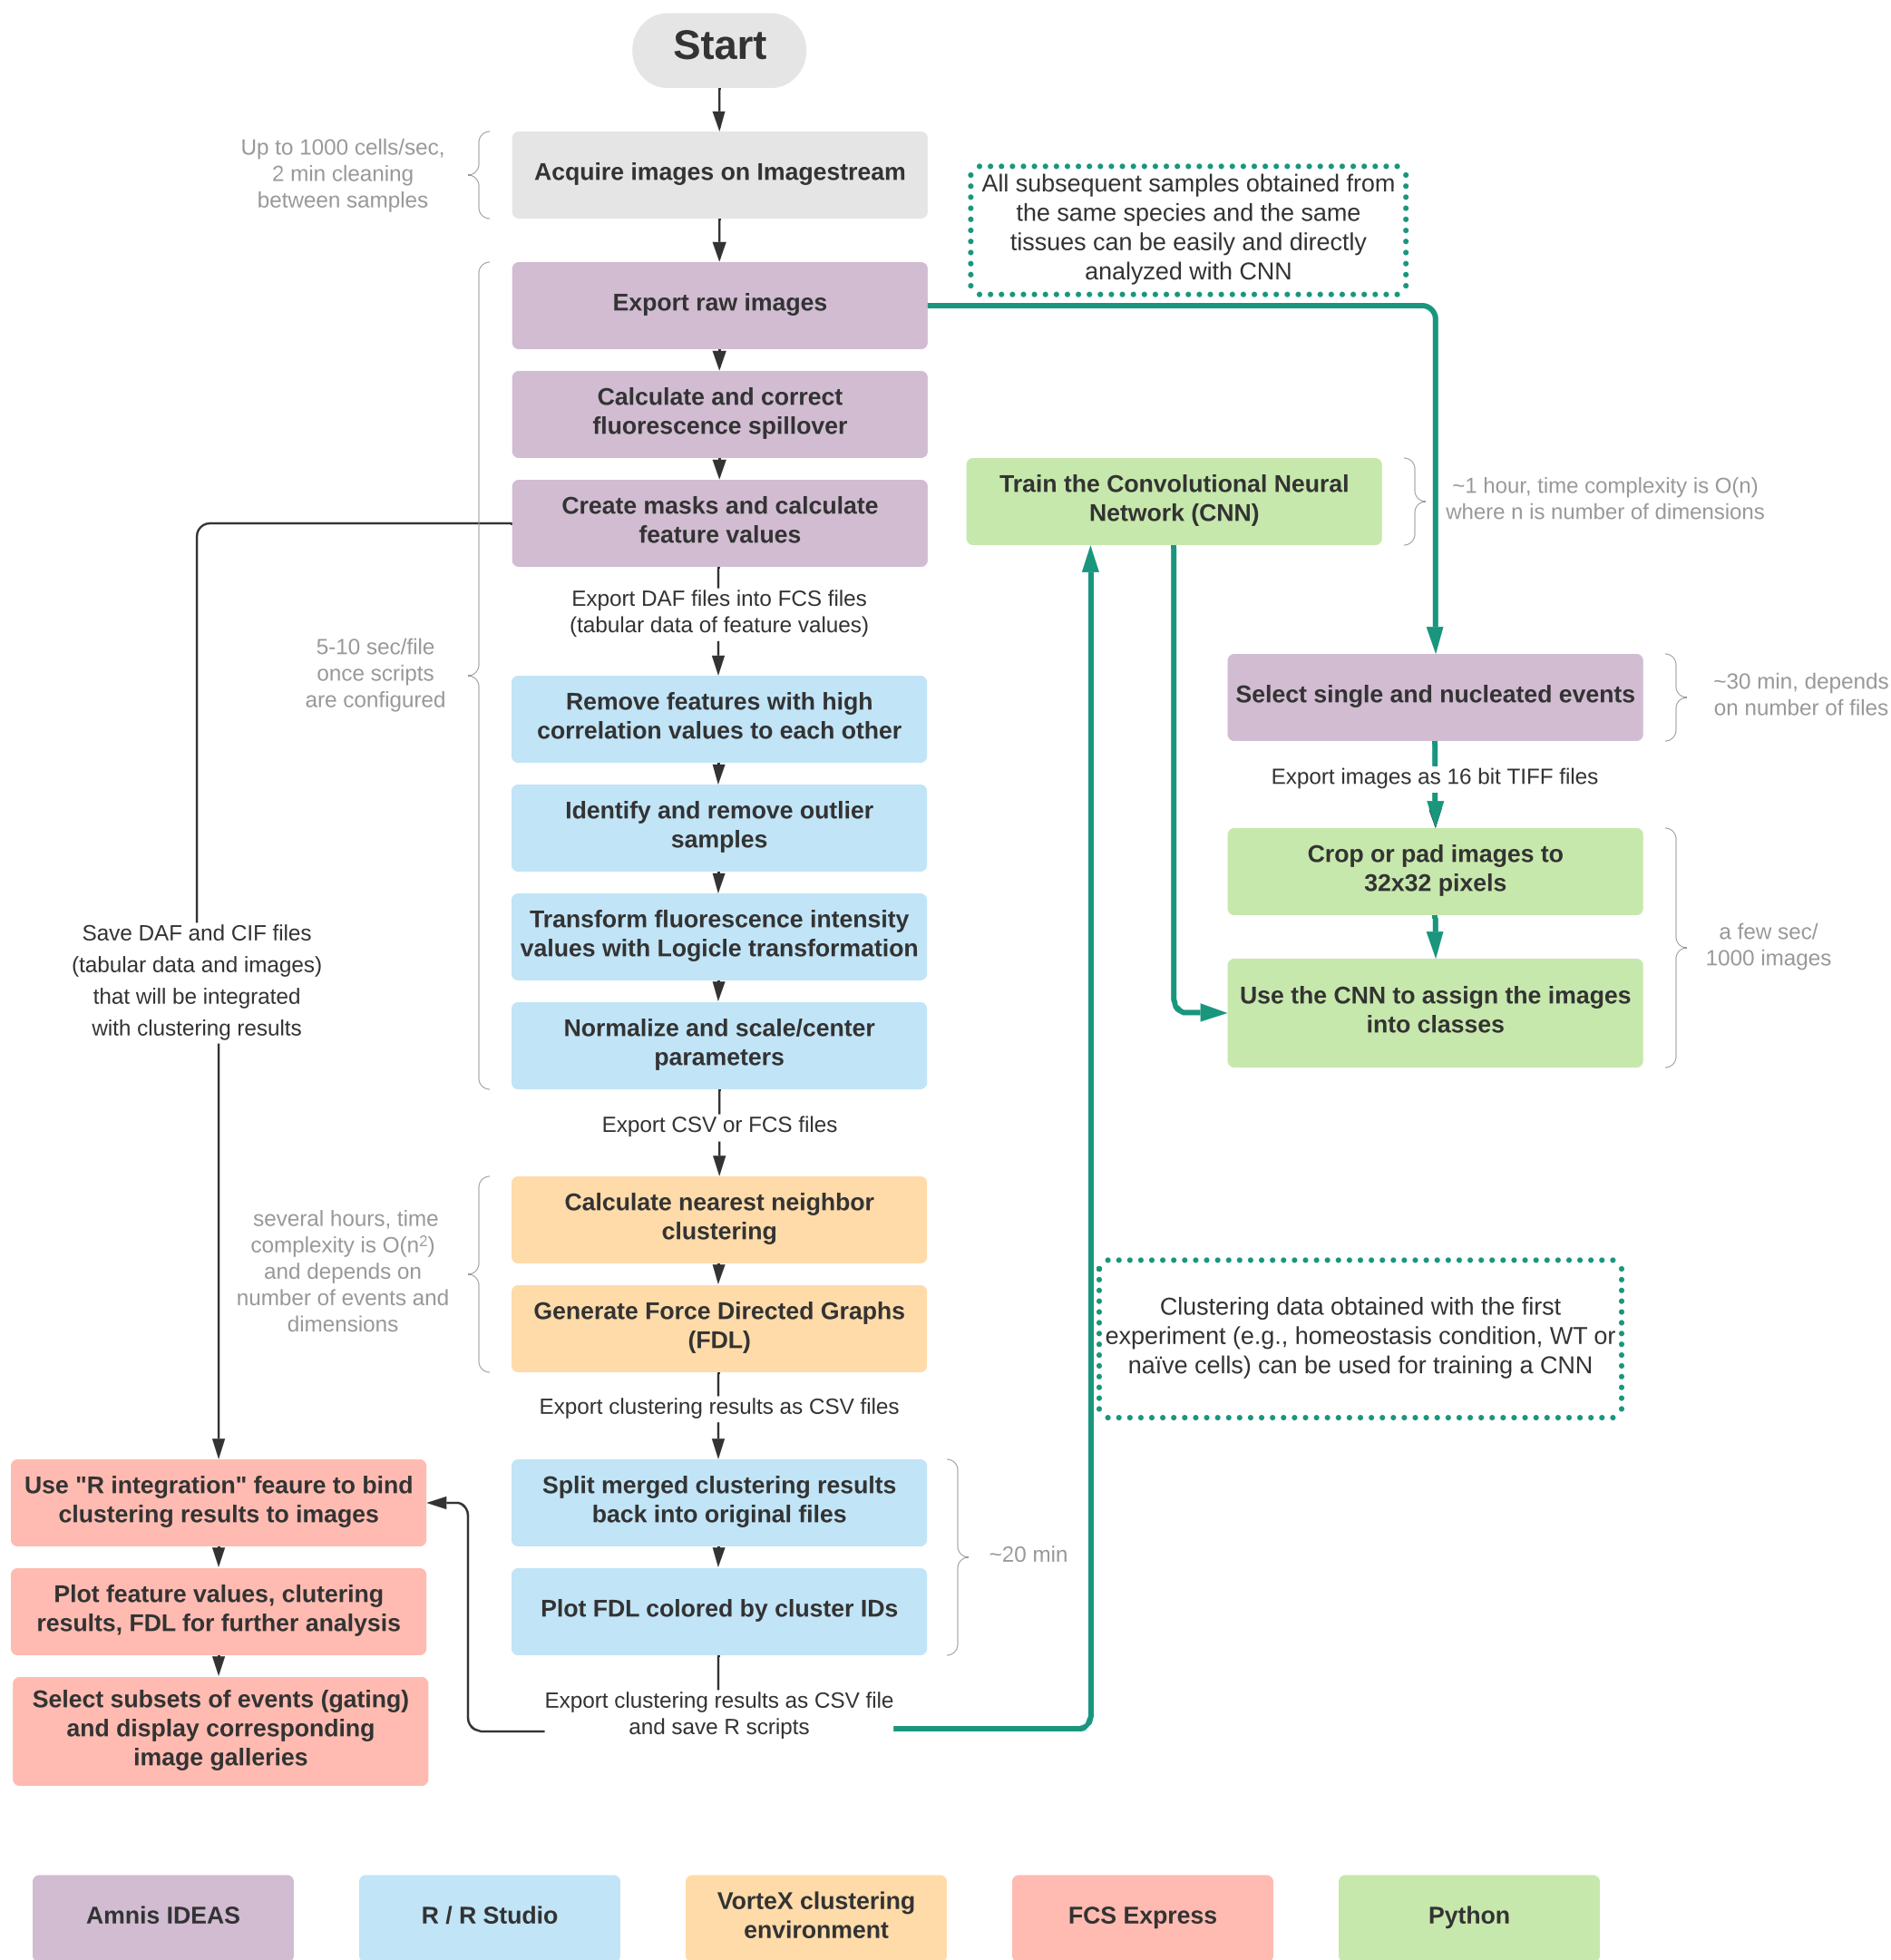 Start
Up to 1000 cells/sec,
2 min cleaning
between samples
Acquire images on Imagestream
All subsequent samples obtained from
the same species and the same
tissues can be easily and directly
analyzed with CNN
Export raw images
Calculate and correct
fluorescence spillover
Create masks and calculate
feature values
Train the Convolutional Neural
Network (CNN)
~1 hour, time complexity is O(n)
where n is number of dimensions
Export DAF files into FCS files
(tabular data of feature values)
5-10 sec/file
once scripts
are configured
Select single and nucleated events
~30 min, depends
on number of files
Remove features with high
correlation values to each other
Export images as 16 bit TIFF files
Identify and remove outlier
samples
Crop or pad images to
32x32 pixels
Transform fluorescence intensity
values with Logicle transformation
a few sec/
1000 images
Save DAF and CIF files
(tabular data and images)
that will be integrated
with clustering results
Use the CNN to assign the images
into classes
Normalize and scale/center
parameters
Export CSV or FCS files
Calculate nearest neighbor
clustering
several hours, time
complexity is O(n²)
and depends on
number of events and
dimensions
Generate Force Directed Graphs
(FDL)
Clustering data obtained with the first
experiment (e.g., homeostasis condition, WT or
naïve cells) can be used for training a CNN
Export clustering results as CSV files
Use "R integration" feaure to bind
clustering results to images
Split merged clustering results
back into original files
~20 min
Plot feature values, clutering
results, FDL for further analysis
Plot FDL colored by cluster IDs
Select subsets of events (gating)
and display corresponding
image galleries
Export clustering results as CSV file
and save R scripts
Amnis IDEAS
R / R Studio
VorteX clustering
environment
FCS Express
Python